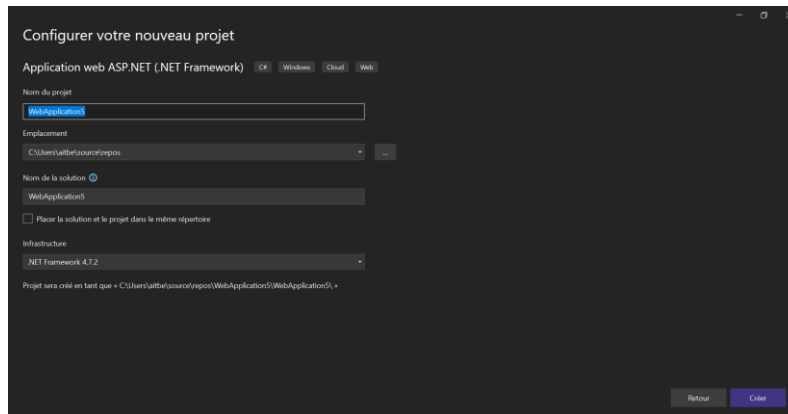 Configurer votre nouveau projet
Application web ASP.NET (.NET Framework) C# Windows Cloud Web
Nom du projet
WebApplication5
Emplacement
C:\Users\aitbe\source\repos
...
Nom de la solution
WebApplication5
Placer la solution et le projet dans le même répertoire
Infrastructure
.NET Framework 4.7.2
Projet sera créé en tant que « C:\Users\aitbe\source\repos\WebApplication5\WebApplication5\ »
Retour Créer